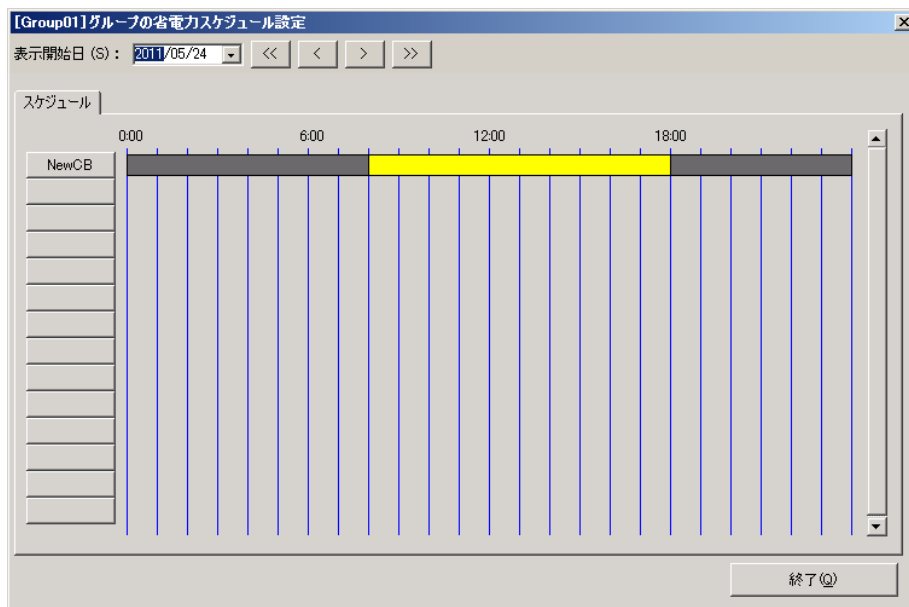 [Group01]グループの省電力スケジュール設定
表示開始日 (S) : 2011/05/24 << < > >>
スケジュール
0:00 6:00 12:00 18:00
NewCB
終了(Q)